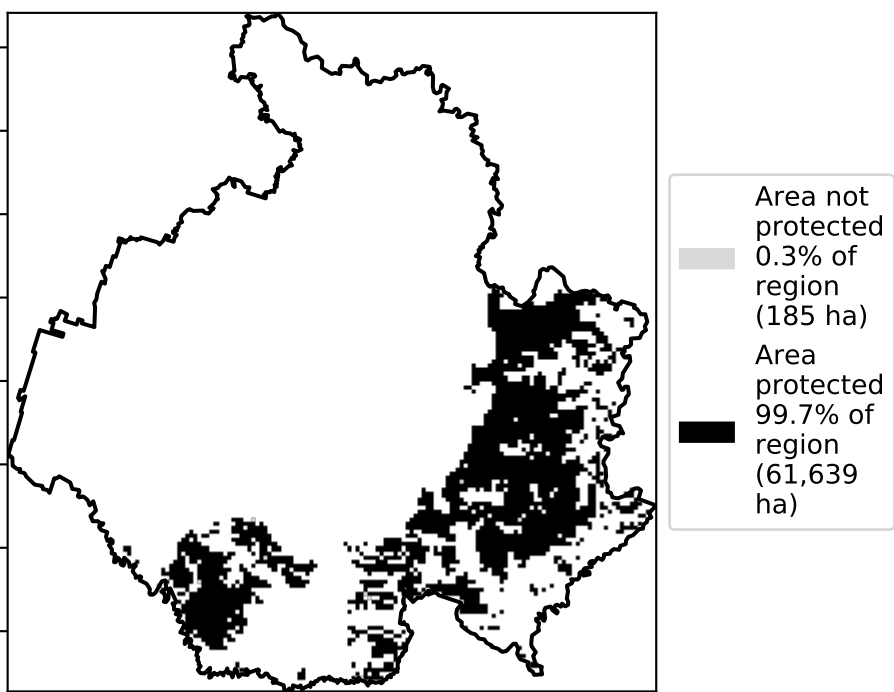 Area not
protected
0.3% of
region
(185 ha)
Area
protected
99.7% of
region
(61,639
ha)